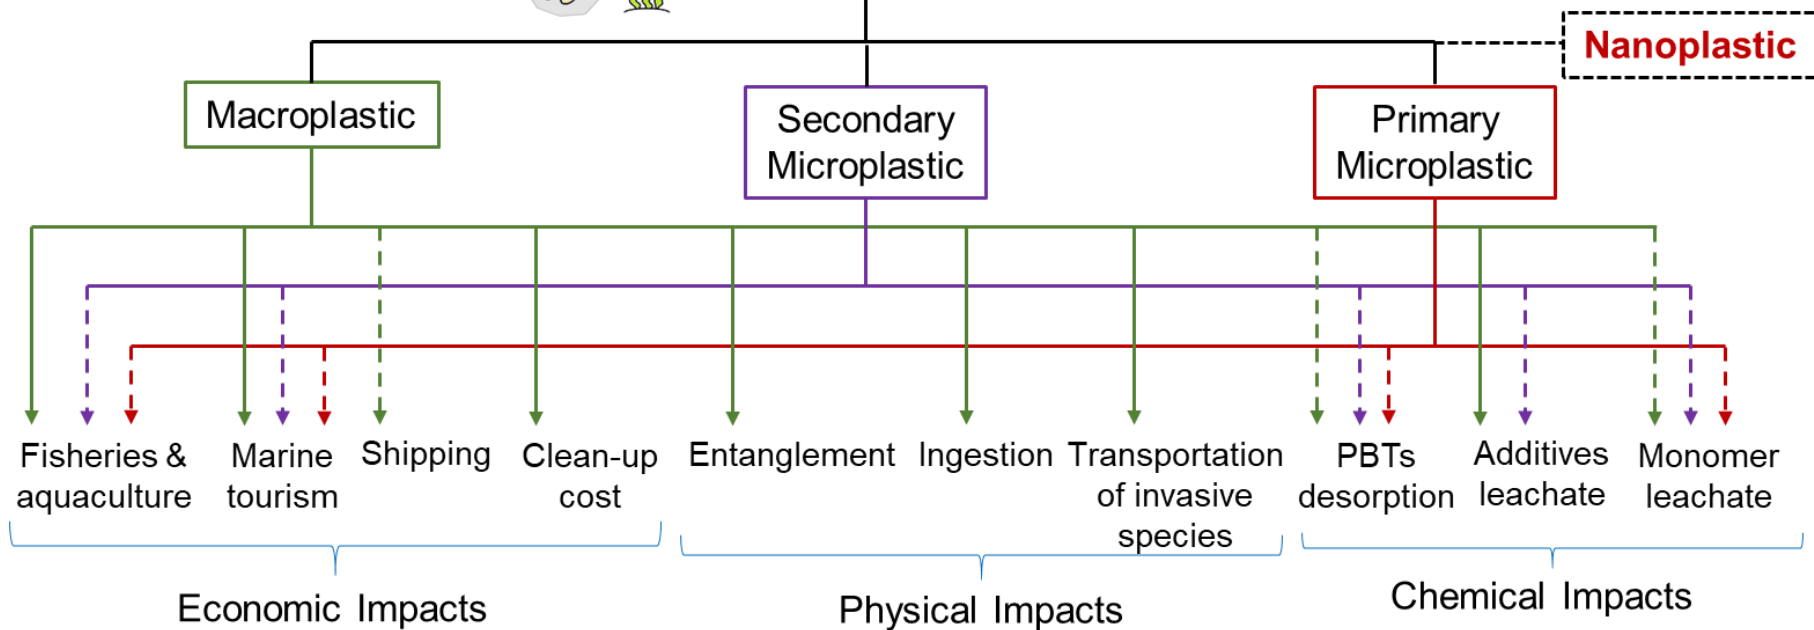 Nanoplastic
Macroplastic
Secondary
Microplastic
Primary
Microplastic
Fisheries &
aquaculture
Marine
tourism
Shipping
Clean-up
cost
Entanglement
Ingestion
Transportation
of invasive
species
PBTs
desorption
Additives
leachate
Monomer
leachate
Economic Impacts
Physical Impacts
Chemical Impacts